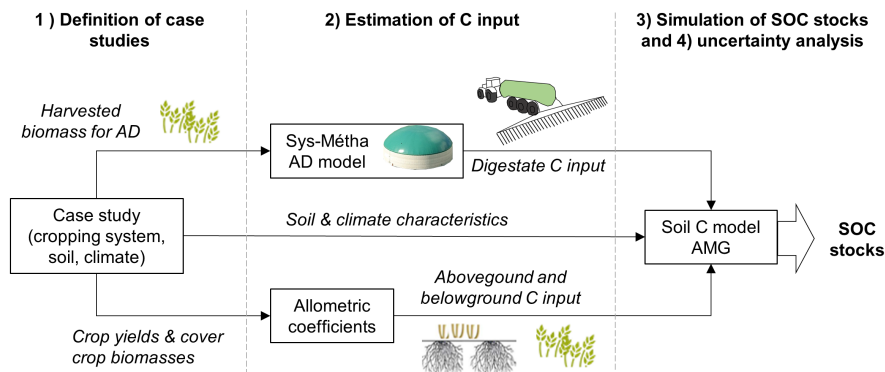 1 ) Definition of case
studies
2) Estimation of C input
3) Simulation of SOC stocks
and 4) uncertainty analysis
Harvested
biomass for AD
Sys-Métha
AD model
Digestate C input
Case study
(cropping system,
soil, climate)
Soil & climate characteristics
Soil C model
AMG
SOC
stocks
Abovegound and
belowground C input
Allometric
coefficients
Crop yields & cover
crop biomasses